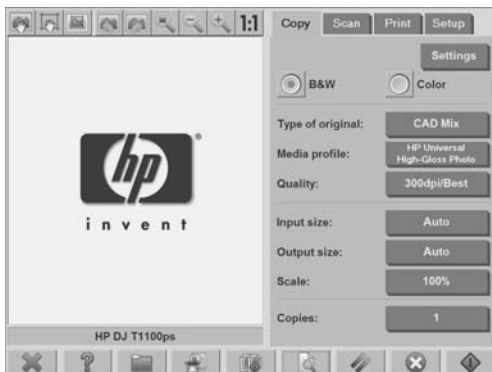 1:1
Copy
Scan
Print
Setup
Settings
B&W
Color
Type of original:
CAD Mix
Media profile:
HP Universal
High-Gloss Photo
Quality:
300dpi/Best
Input size:
Auto
Output size:
Auto
Scale:
100%
Copies:
1
hp
®
invent
HP DJ T1100ps
?